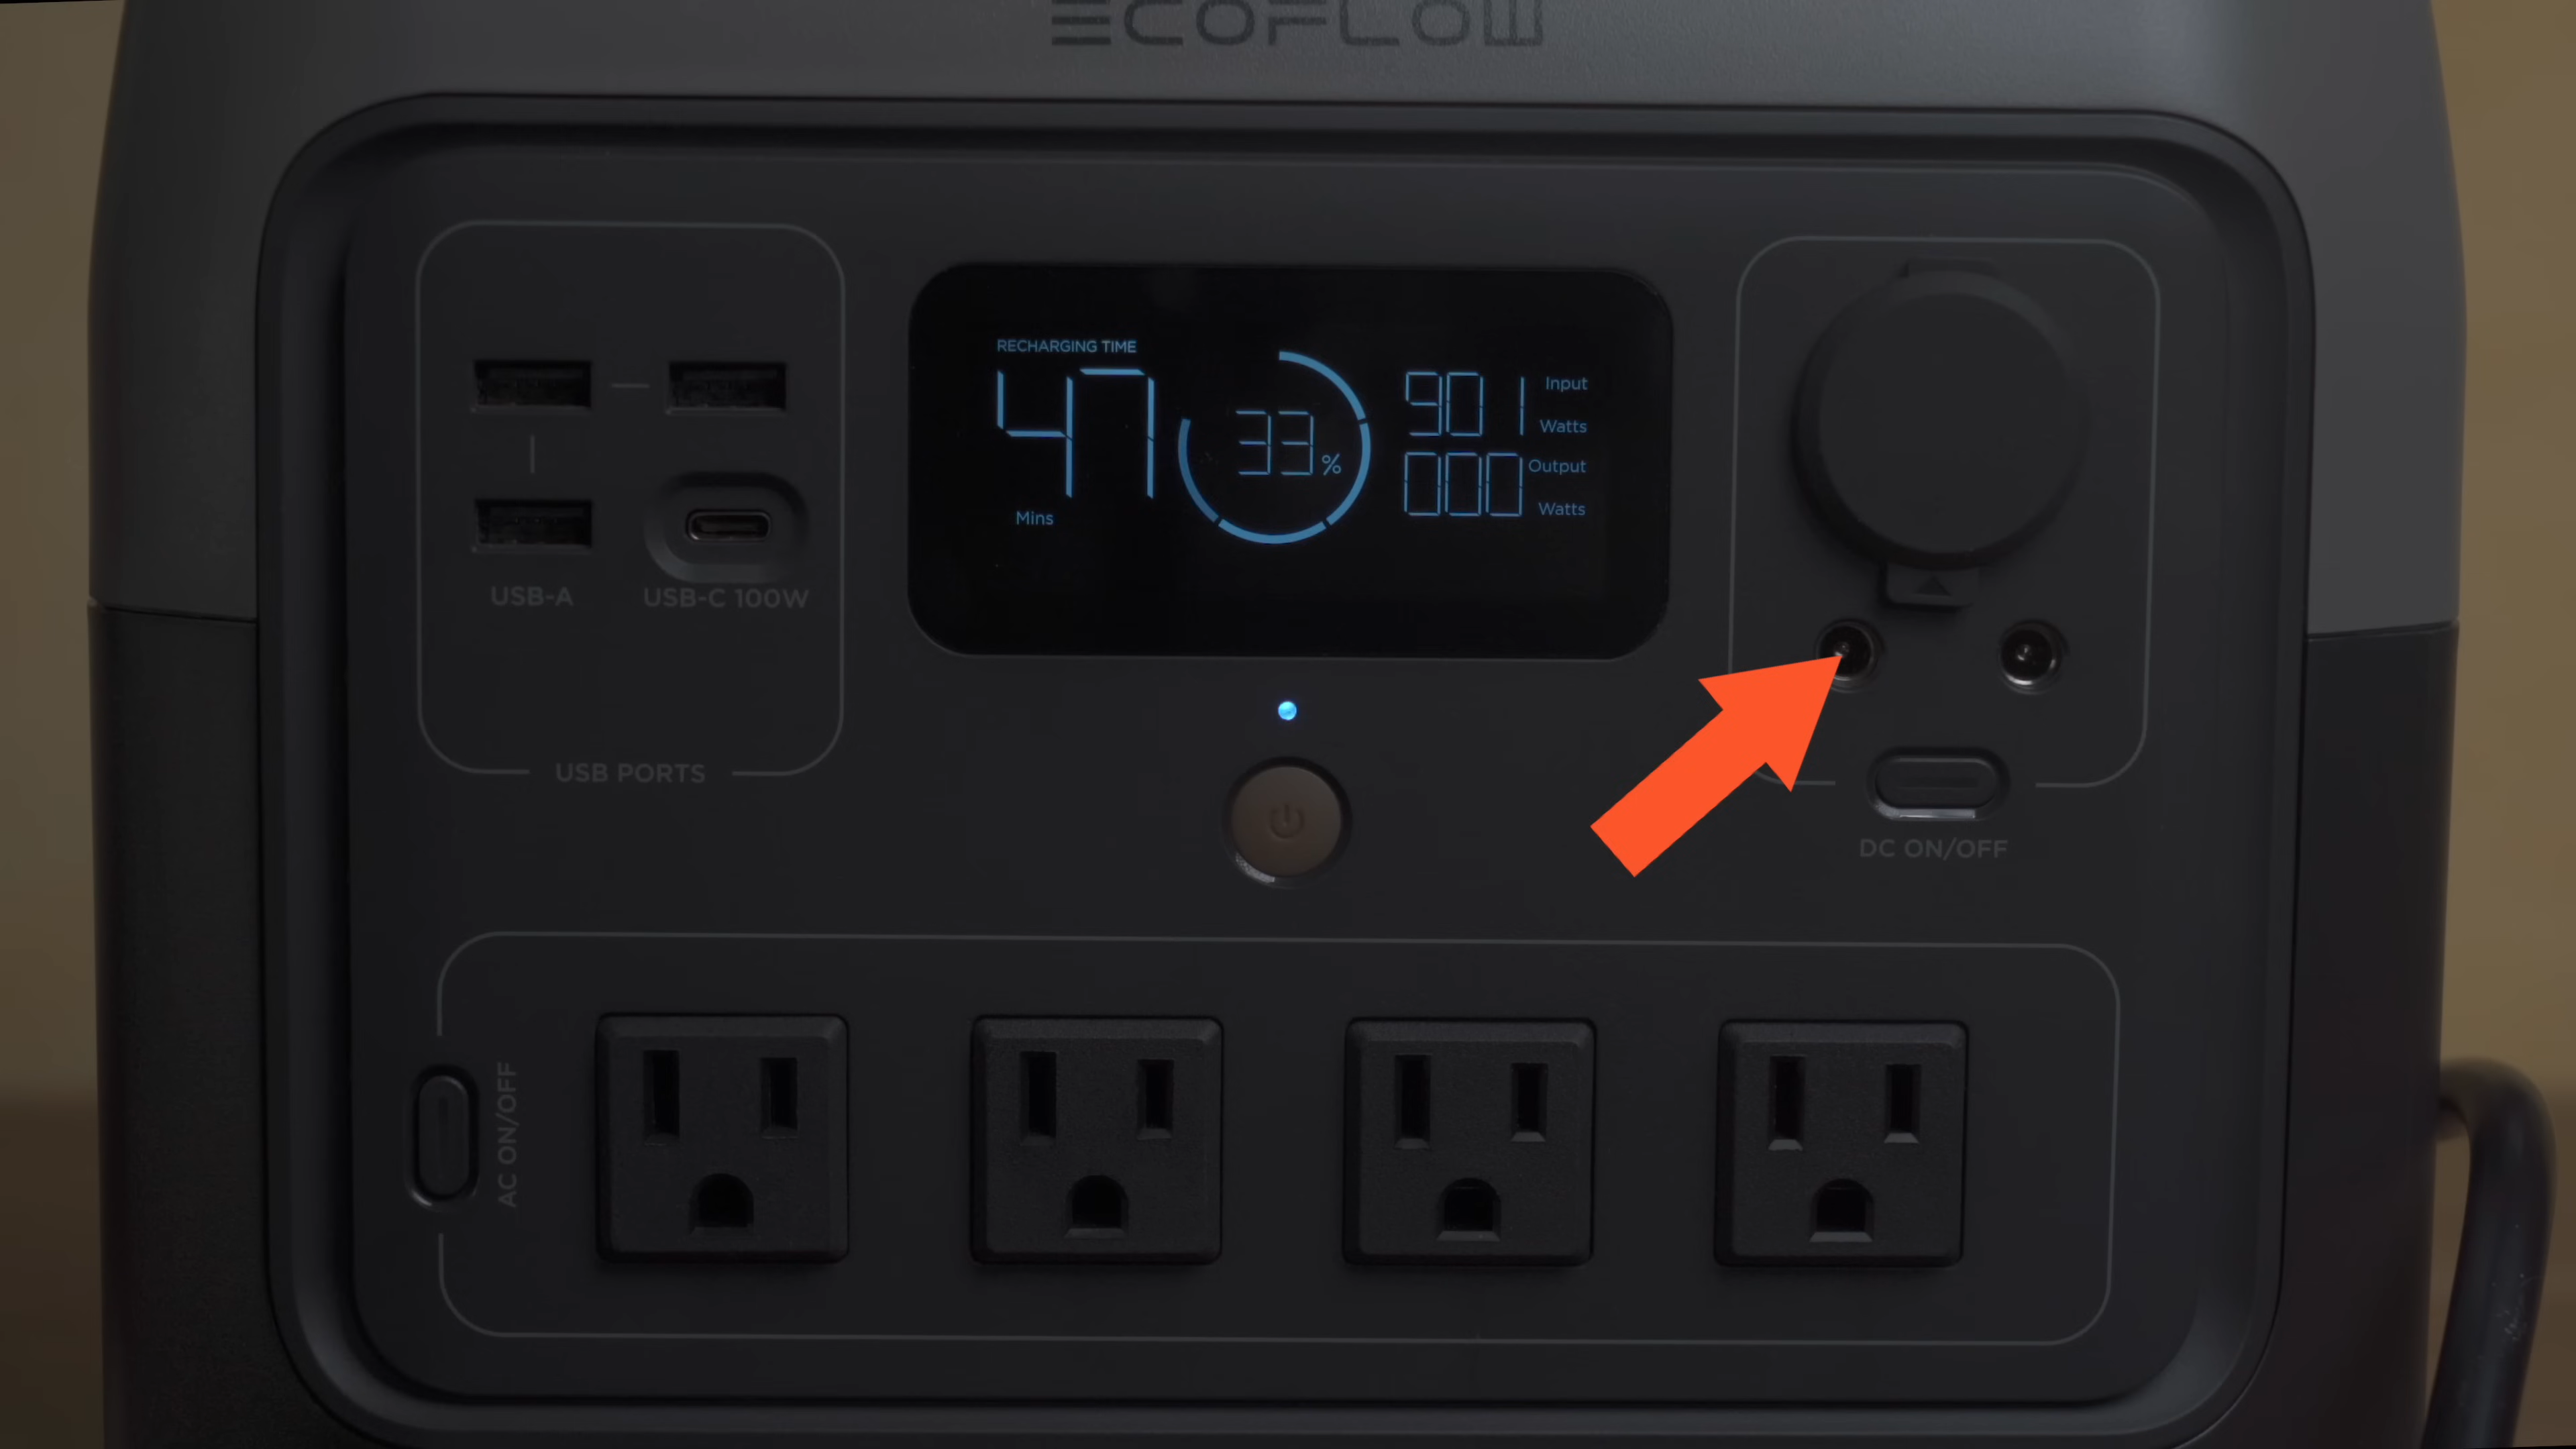 ECOFLOW
RECHARGING TIME
47
Mins
33%
901 Input
Watts
000 Output
Watts
USB-A
USB-C 100W
USB PORTS
DC ON/OFF
AC ON/OFF